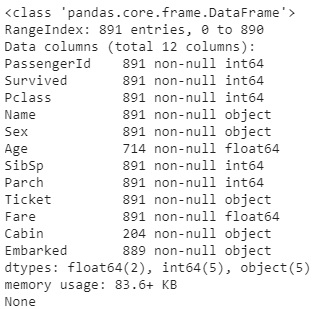 <class 'pandas.core.frame.DataFrame'>
RangeIndex: 891 entries, 0 to 890
Data columns (total 12 columns):
PassengerId    891 non-null int64
Survived       891 non-null int64
Pclass         891 non-null int64
Name           891 non-null object
Sex            891 non-null object
Age            714 non-null float64
SibSp          891 non-null int64
Parch          891 non-null int64
Ticket         891 non-null object
Fare           891 non-null float64
Cabin          204 non-null object
Embarked       889 non-null object
dtypes: float64(2), int64(5), object(5)
memory usage: 83.6+ KB
None